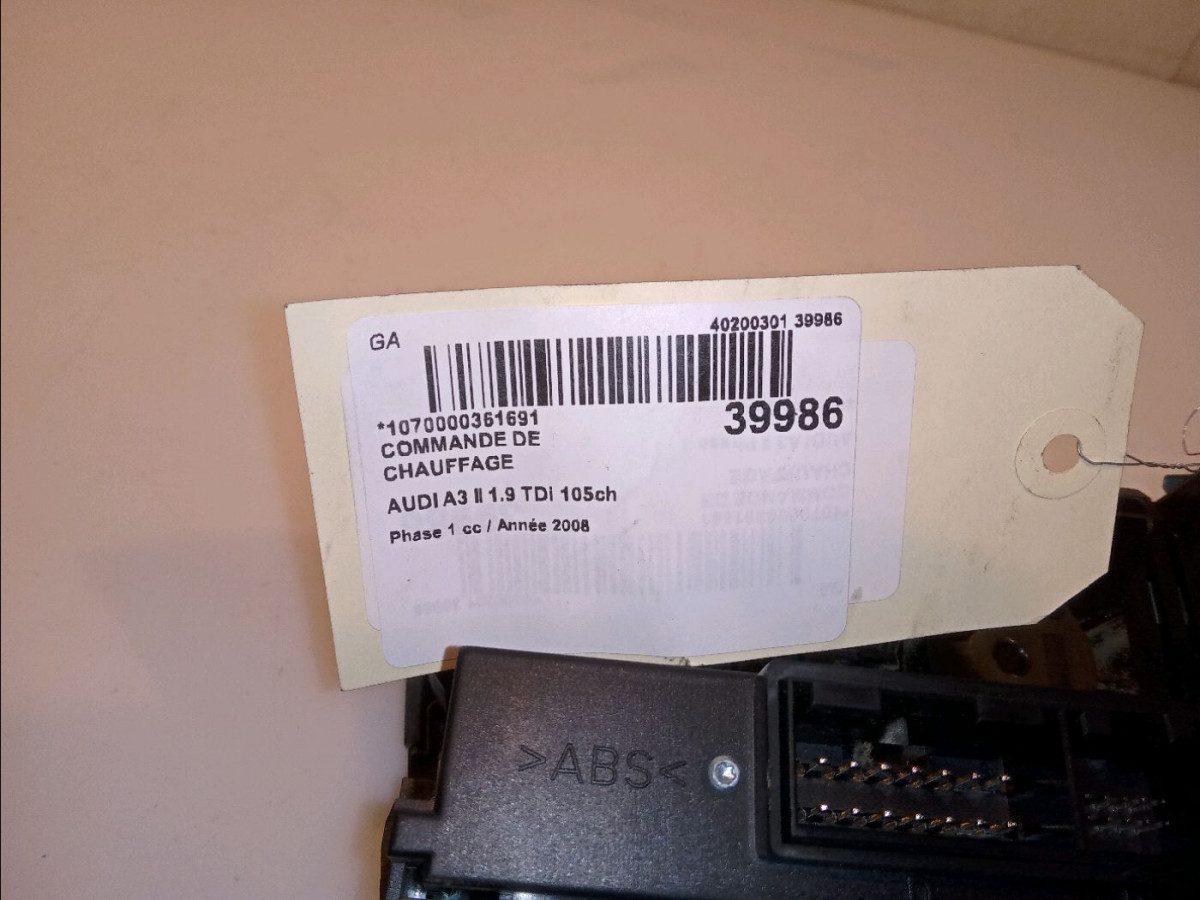 GA
40200301 39986
*1070000361691
39986
COMMANDE DE
CHAUFFAGE
AUDI A3 II 1.9 TDi 105ch
Phase 1 cc / Année 2008
>ABS<